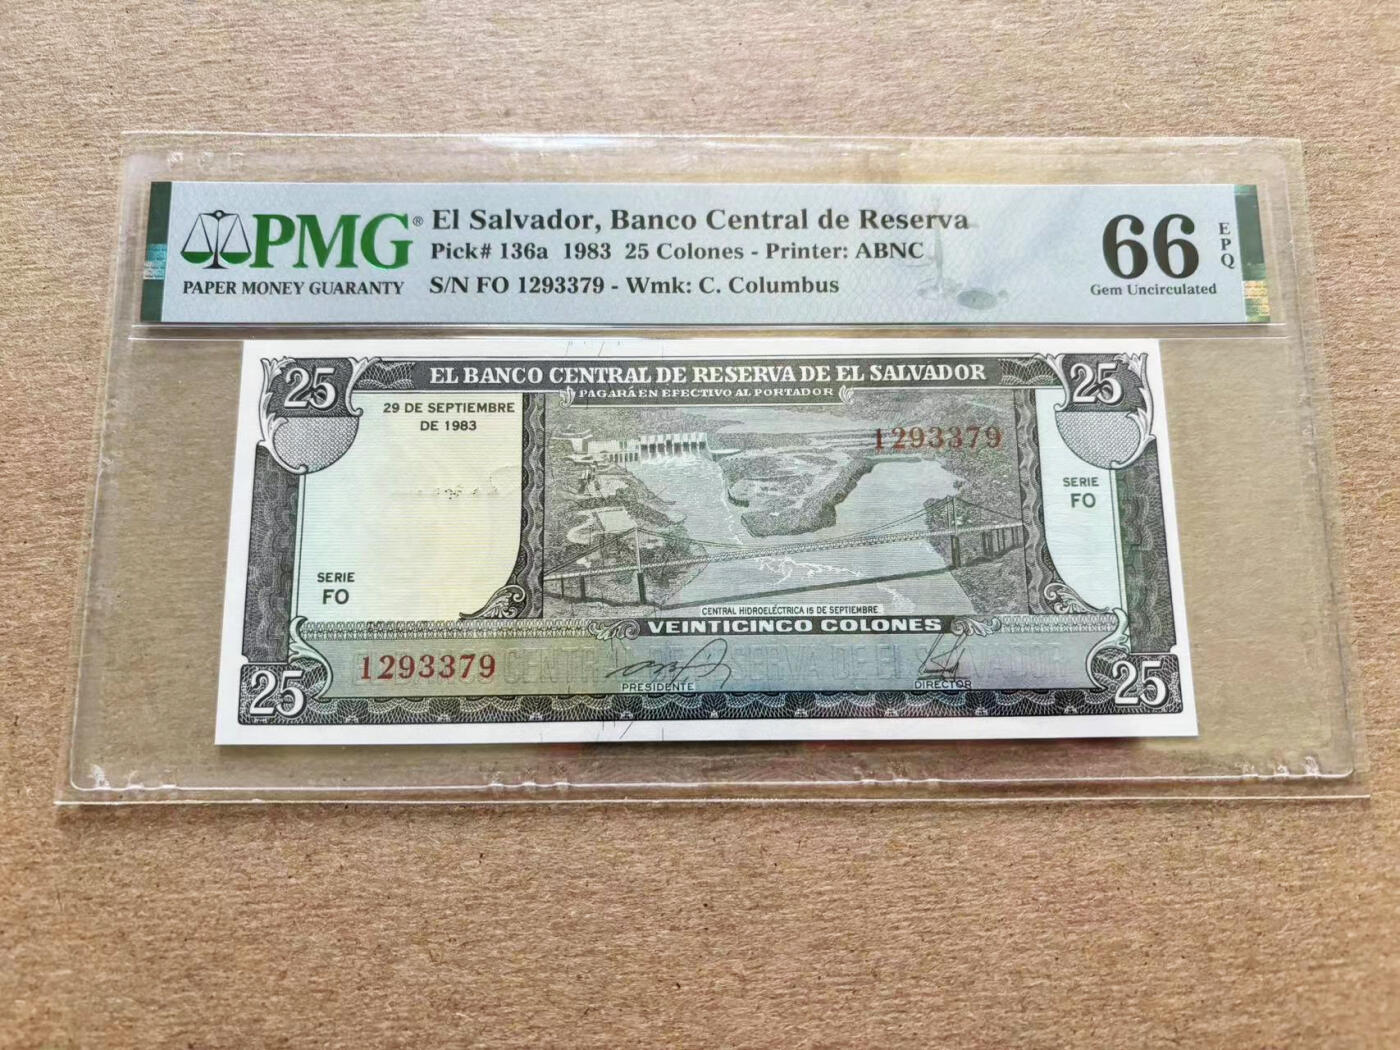 PMG®
PAPER MONEY GUARANTY
El Salvador, Banco Central de Reserva
Pick# 136a 1983 25 Colones - Printer: ABNC
S/N FO 1293379 - Wmk: C. Columbus
66
EPQ
Gem Uncirculated
25
EL BANCO CENTRAL DE RESERVA DE EL SALVADOR
25
PAGARÁ EN EFECTIVO AL PORTADOR
29 DE SEPTIEMBRE
DE 1983
1293379
SERIE
FO
SERIE
FO
CENTRAL HIDROELÉCTRICA 15 DE SEPTIEMBRE
VEINTICINCO COLONES
1293379
PRESIDENTE
DIRECTOR
25
25